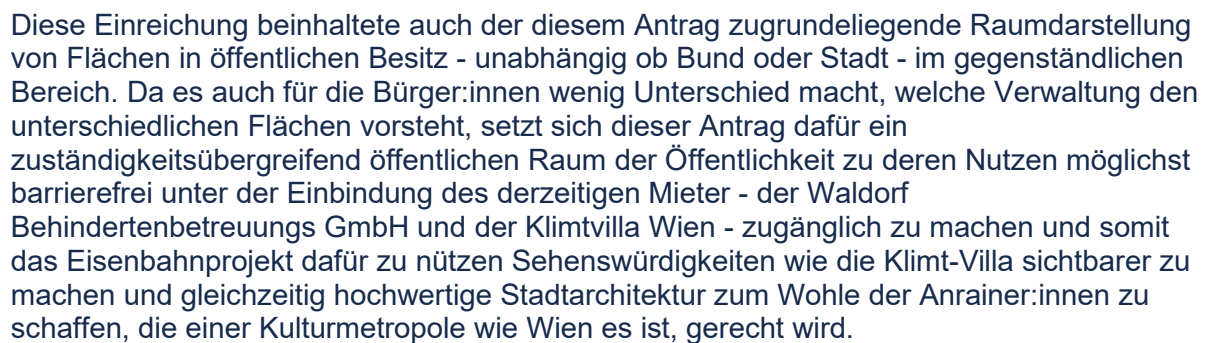 Diese Einreichung beinhaltete auch der diesem Antrag zugrundeliegende Raumdarstellung
von Flächen in öffentlichen Besitz - unabhängig ob Bund oder Stadt - im gegenständlichen
Bereich. Da es auch für die Bürger:innen wenig Unterschied macht, welche Verwaltung den
unterschiedlichen Flächen vorsteht, setzt sich dieser Antrag dafür ein
zuständigkeitsübergreifend öffentlichen Raum der Öffentlichkeit zu deren Nutzen möglichst
barrierefrei unter der Einbindung des derzeitigen Mieter - der Waldorf
Behindertenbetreuungs GmbH und der Klimtvilla Wien - zugänglich zu machen und somit
das Eisenbahnprojekt dafür zu nützen Sehenswürdigkeiten wie die Klimt-Villa sichtbarer zu
machen und gleichzeitig hochwertige Stadtarchitektur zum Wohle der Anrainer:innen zu
schaffen, die einer Kulturmetropole wie Wien es ist, gerecht wird.